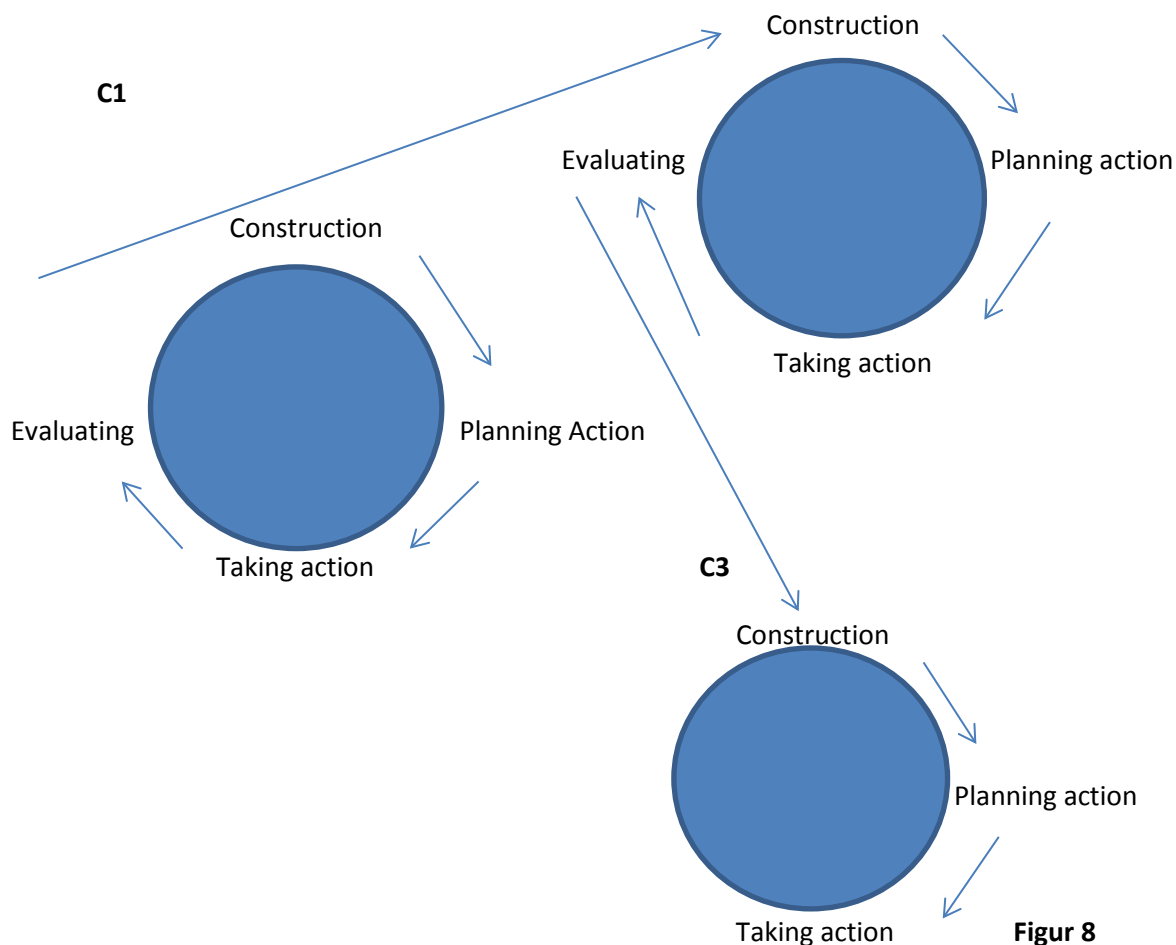 Construction
C1
Evaluating
Planning action
Construction
Taking action
Evaluating
Planning Action
Taking action
C3
Construction
Planning action
Taking action
Figur 8